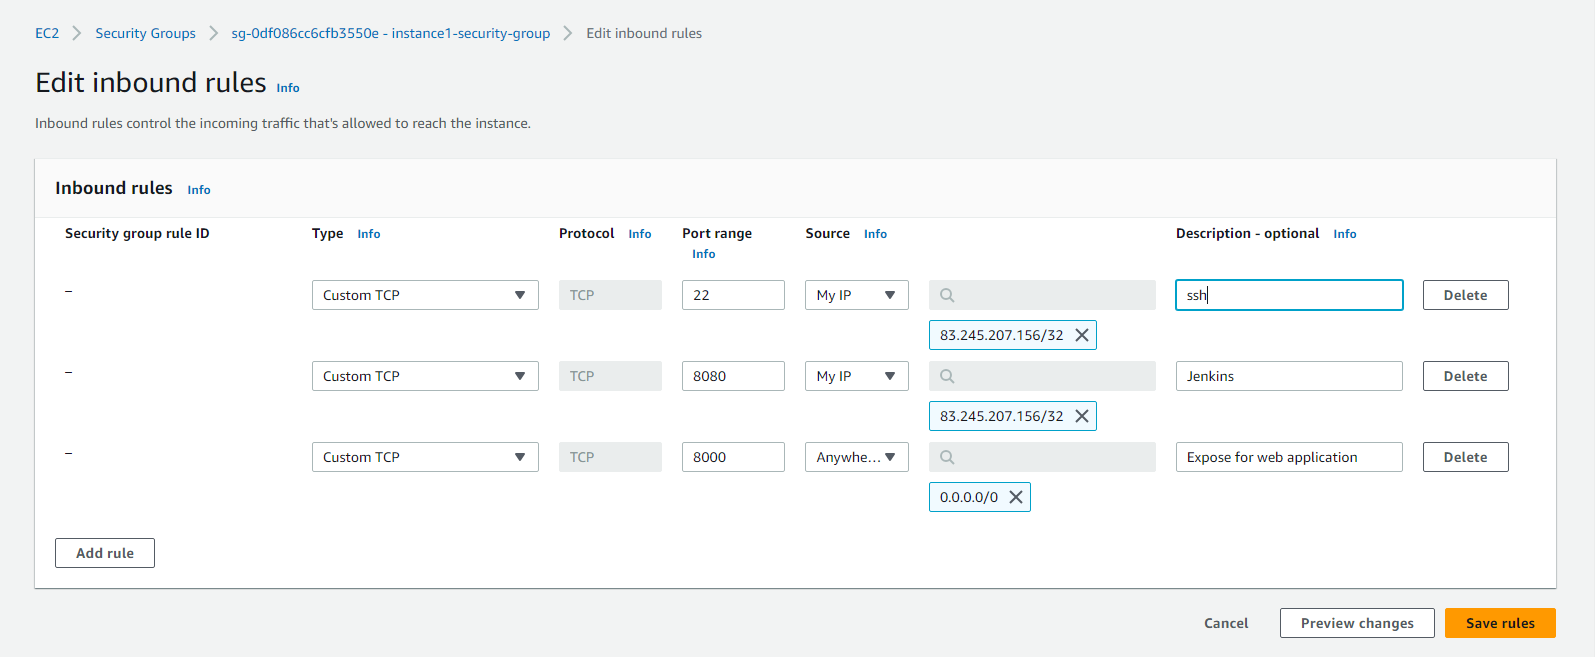 EC2 > Security Groups > sg-0df086cc6cfb3550e - instance1-security-group > Edit inbound rules
Edit inbound rules Info
Inbound rules control the incoming traffic that's allowed to reach the instance.
Inbound rules Info
Security group rule ID Type Info Protocol Info Port range Info Source Info Description - optional Info
– Custom TCP TCP 22 My IP ssh Delete
83.245.207.156/32
– Custom TCP TCP 8080 My IP Jenkins Delete
83.245.207.156/32
– Custom TCP TCP 8000 Anywhe... Expose for web application Delete
0.0.0.0/0
Add rule
Cancel Preview changes Save rules